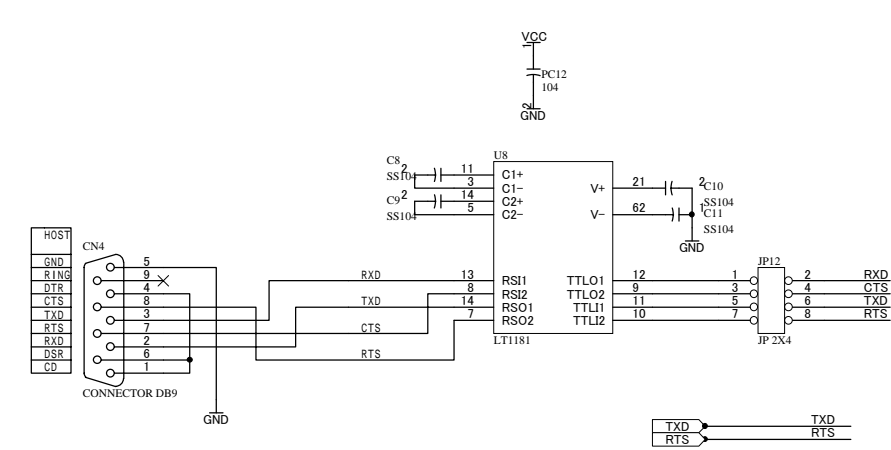 VCC
1
PC12
104
2
GND
U8
C8
2
SS104
11
C1+
3
C1-
14
C2+
C9
2
SS104
5
C2-
V+
21
2
C10
SS104
V-
62
1
C11
SS104
GND
HOST
CN4
GND
5
RING
9
DTR
4
CTS
8
TXD
3
RTS
7
RXD
2
DSR
6
CD
1
CONNECTOR DB9
GND
RXD
13
RSI1
8
RSI2
TXD
14
RSO1
CTS
7
RSO2
RTS
LT1181
TTLO1
12
TTLO2
9
TTLI1
11
TTLI2
10
JP12
1
2
RXD
3
4
CTS
5
6
TXD
7
8
RTS
JP 2X4
TXD
TXD
RTS
RTS